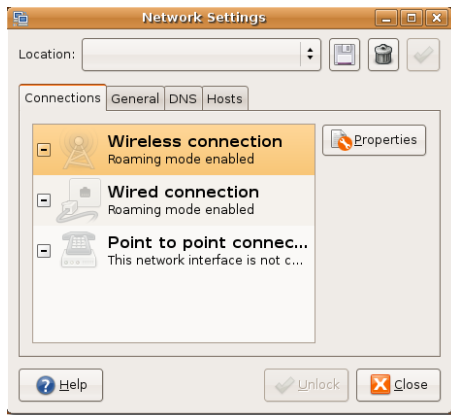 Network Settings
Location:
Connections General DNS Hosts
Wireless connection
Roaming mode enabled
Properties
Wired connection
Roaming mode enabled
Point to point connec...
This network interface is not c...
Help Unlock Close